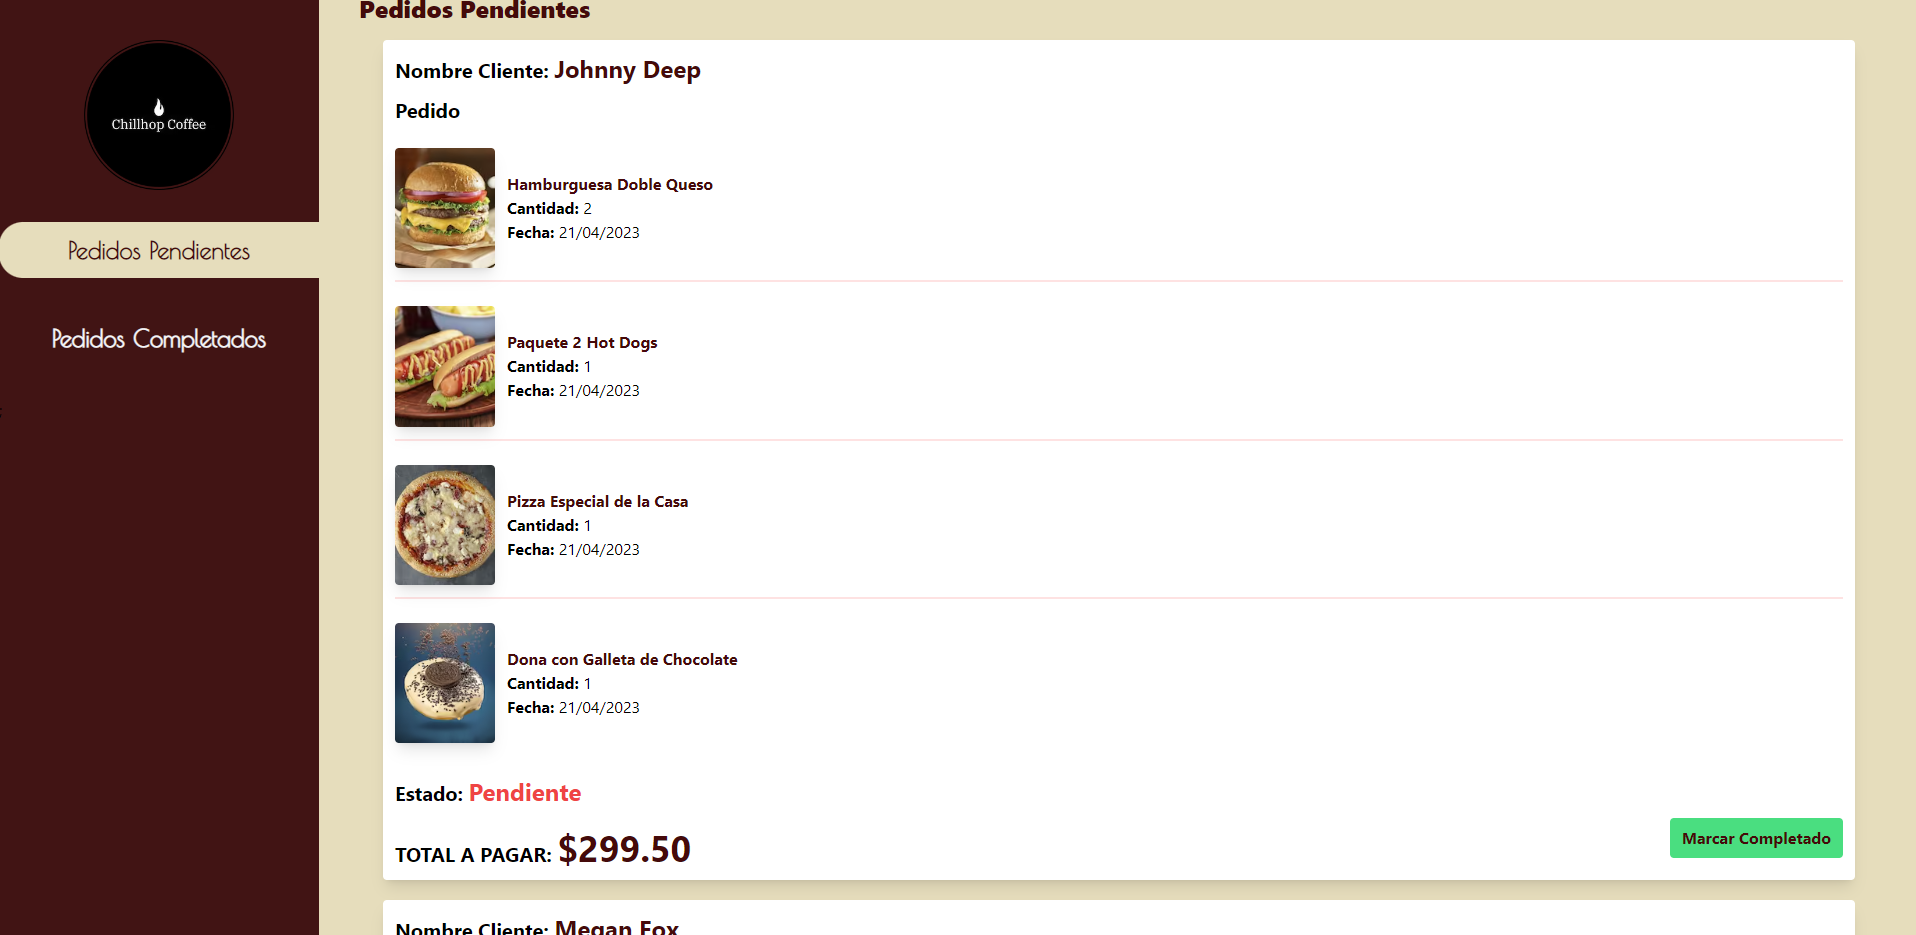 Chillhop Coffee
Pedidos Pendientes
Pedidos Completados
Pedidos Pendientes
Nombre Cliente: Johnny Deep
Pedido
Hamburguesa Doble Queso
Cantidad: 2
Fecha: 21/04/2023
Paquete 2 Hot Dogs
Cantidad: 1
Fecha: 21/04/2023
Pizza Especial de la Casa
Cantidad: 1
Fecha: 21/04/2023
Dona con Galleta de Chocolate
Cantidad: 1
Fecha: 21/04/2023
Estado: Pendiente
TOTAL A PAGAR: $299.50
Marcar Completado
Nombre Cliente: Megan Fox